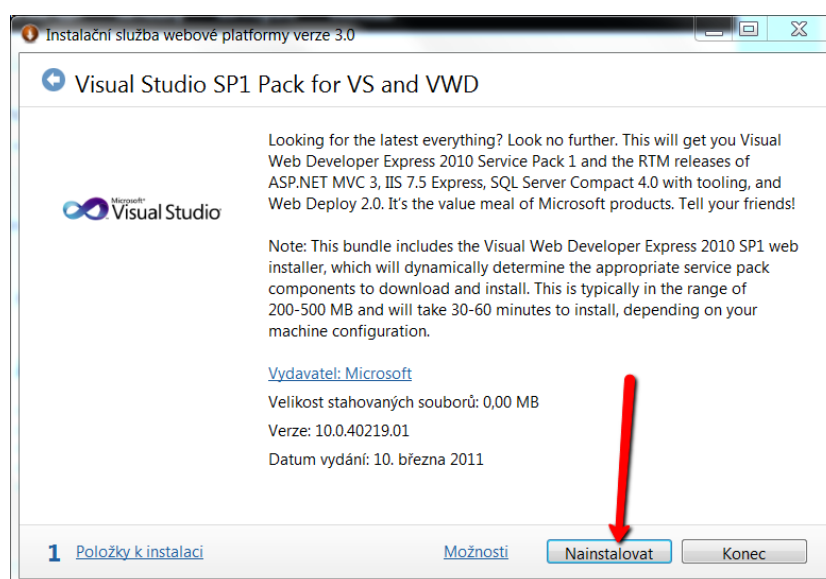 Instalační služba webové platformy verze 3.0
Visual Studio SP1 Pack for VS and VWD
Microsoft®
Visual Studio
Looking for the latest everything? Look no further. This will get you Visual
Web Developer Express 2010 Service Pack 1 and the RTM releases of
ASP.NET MVC 3, IIS 7.5 Express, SQL Server Compact 4.0 with tooling, and
Web Deploy 2.0. It's the value meal of Microsoft products. Tell your friends!
Note: This bundle includes the Visual Web Developer Express 2010 SP1 web
installer, which will dynamically determine the appropriate service pack
components to download and install. This is typically in the range of
200-500 MB and will take 30-60 minutes to install, depending on your
machine configuration.
Vydavatel: Microsoft
Velikost stahovaných souborů: 0,00 MB
Verze: 10.0.40219.01
Datum vydání: 10. března 2011
1 Položky k instalaci
Možnosti
Nainstalovat
Konec